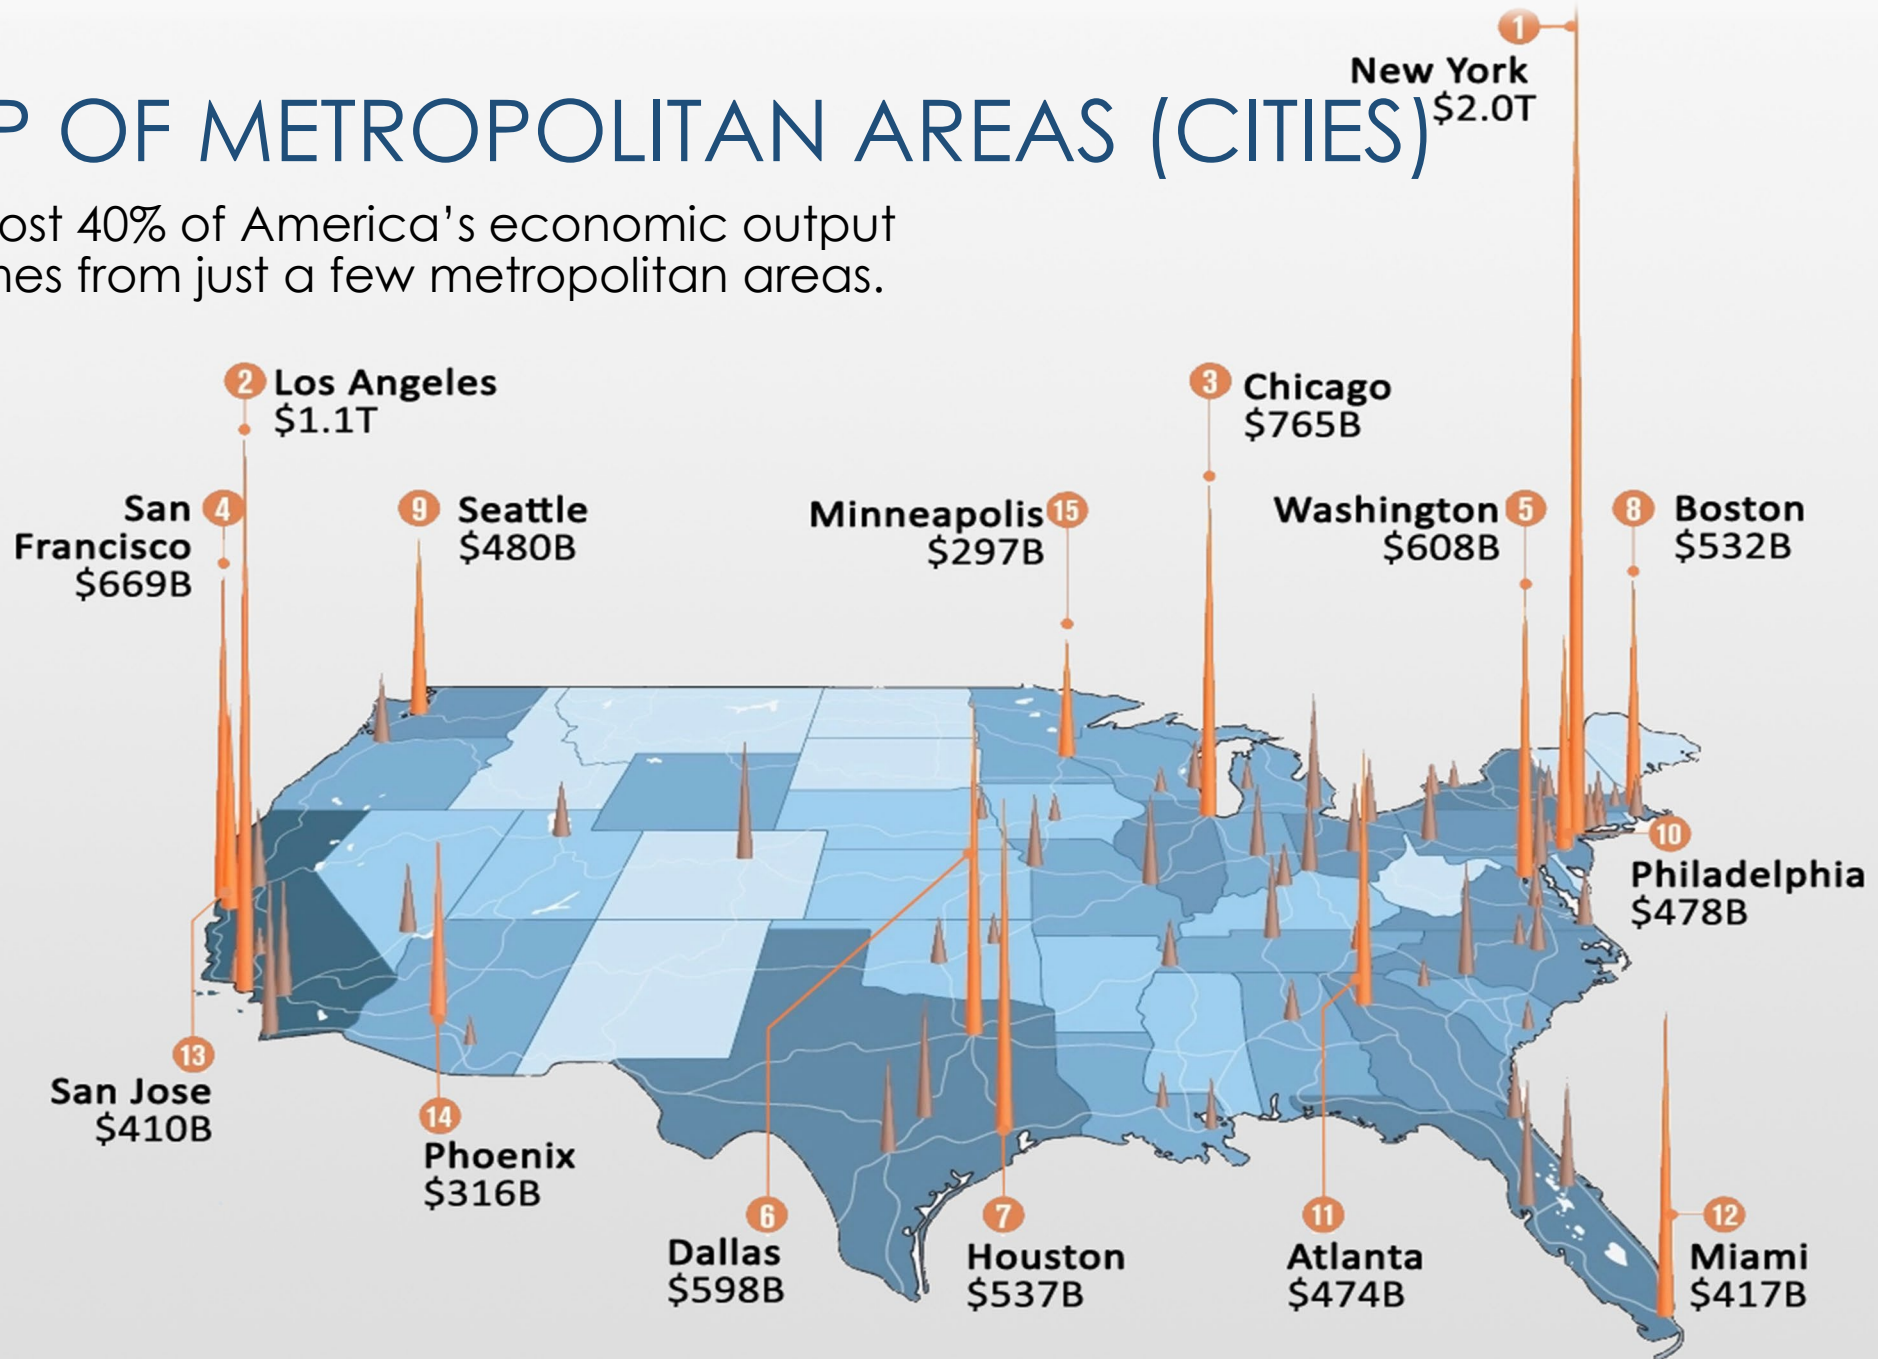 P OF METROPOLITAN AREAS (CITIES)
ost 40% of America's economic output
nes from just a few metropolitan areas.
1
New York
$2.0T
2 Los Angeles
$1.1T
3 Chicago
$765B
San 4
Francisco
$669B
9 Seattle
$480B
Minneapolis 15
$297B
Washington 5
$608B
8 Boston
$532B
10
Philadelphia
$478B
13
San Jose
$410B
14
Phoenix
$316B
6
Dallas
$598B
7
Houston
$537B
11
Atlanta
$474B
12
Miami
$417B